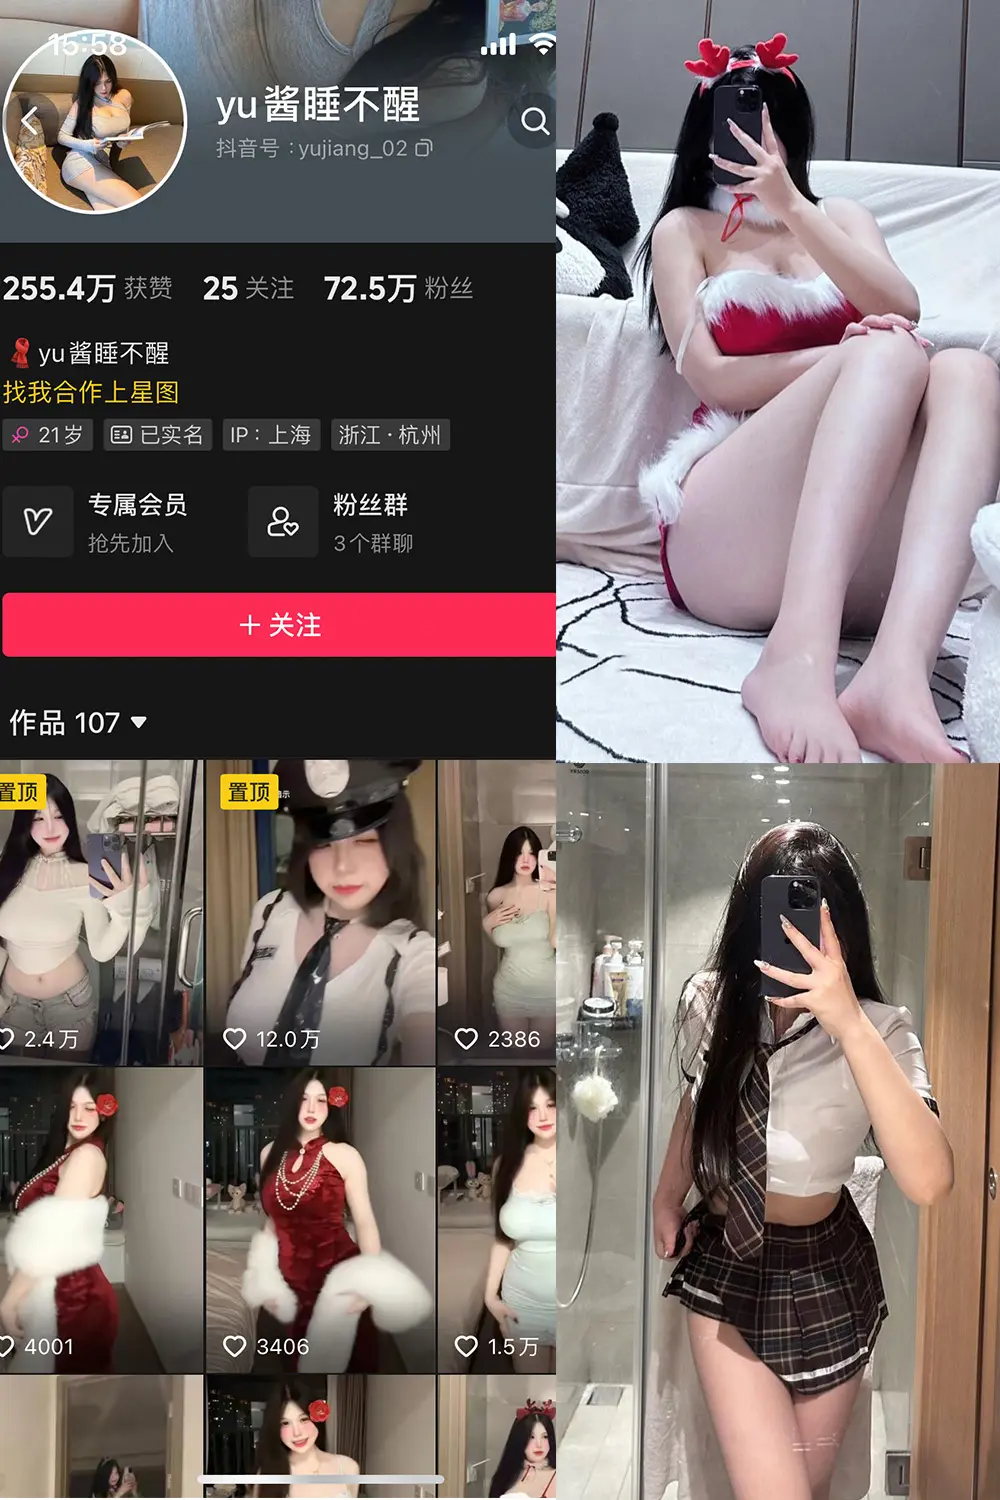 15:58
yu酱睡不醒
抖音号：yujiang_02
255.4万 获赞 25 关注 72.5万 粉丝
yu酱睡不醒
找我合作上星图
21岁 已实名 IP：上海 浙江·杭州
专属会员 粉丝群
抢先加入 3个群聊
+ 关注
作品 107
置顶 置顶
2.4万 12.0万 2386
4001 3406 1.5万